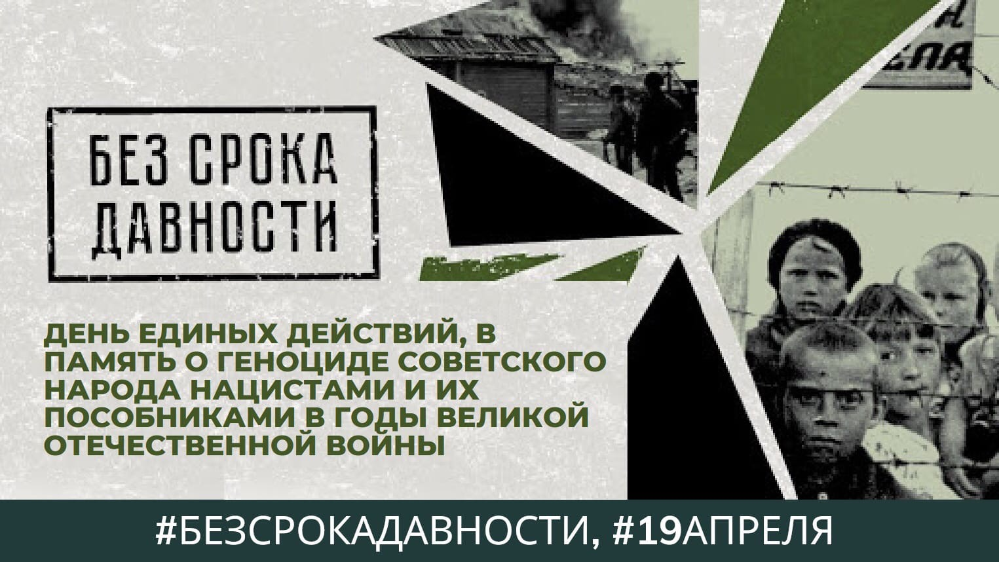 БЕЗ СРОКА
ДАВНОСТИ
ДЕНЬ ЕДИНЫХ ДЕЙСТВИЙ, В
ПАМЯТЬ О ГЕНОЦИДЕ СОВЕТСКОГО
НАРОДА НАЦИСТАМИ И ИХ
ПОСОБНИКАМИ В ГОДЫ ВЕЛИКОЙ
ОТЕЧЕСТВЕННОЙ ВОЙНЫ
#БЕЗСРОКАДАВНОСТИ, #19АПРЕЛЯ